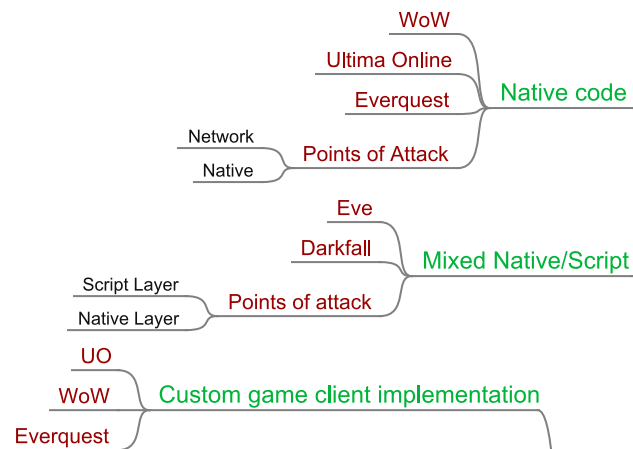 WoW
Ultima Online
Everquest
Native code
Network
Native
Points of Attack
Eve
Darkfall
Mixed Native/Script
Script Layer
Native Layer
Points of attack
UO
WoW
Everquest
Custom game client implementation